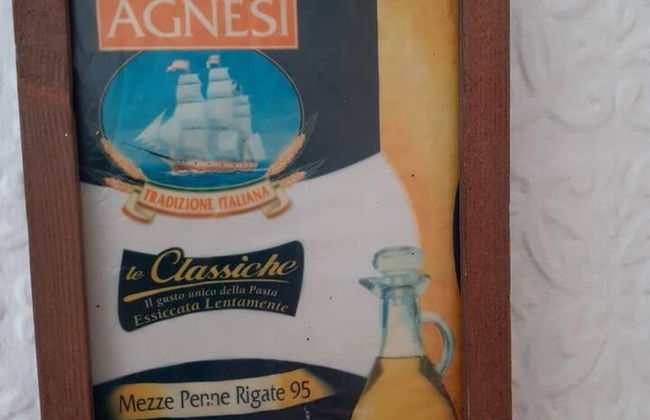 AGNESI
TRADIZIONE ITALIANA
le Classiche
Il gusto unico della Pasta
Essiccata Lentamente
Mezze Penne Rigate 95